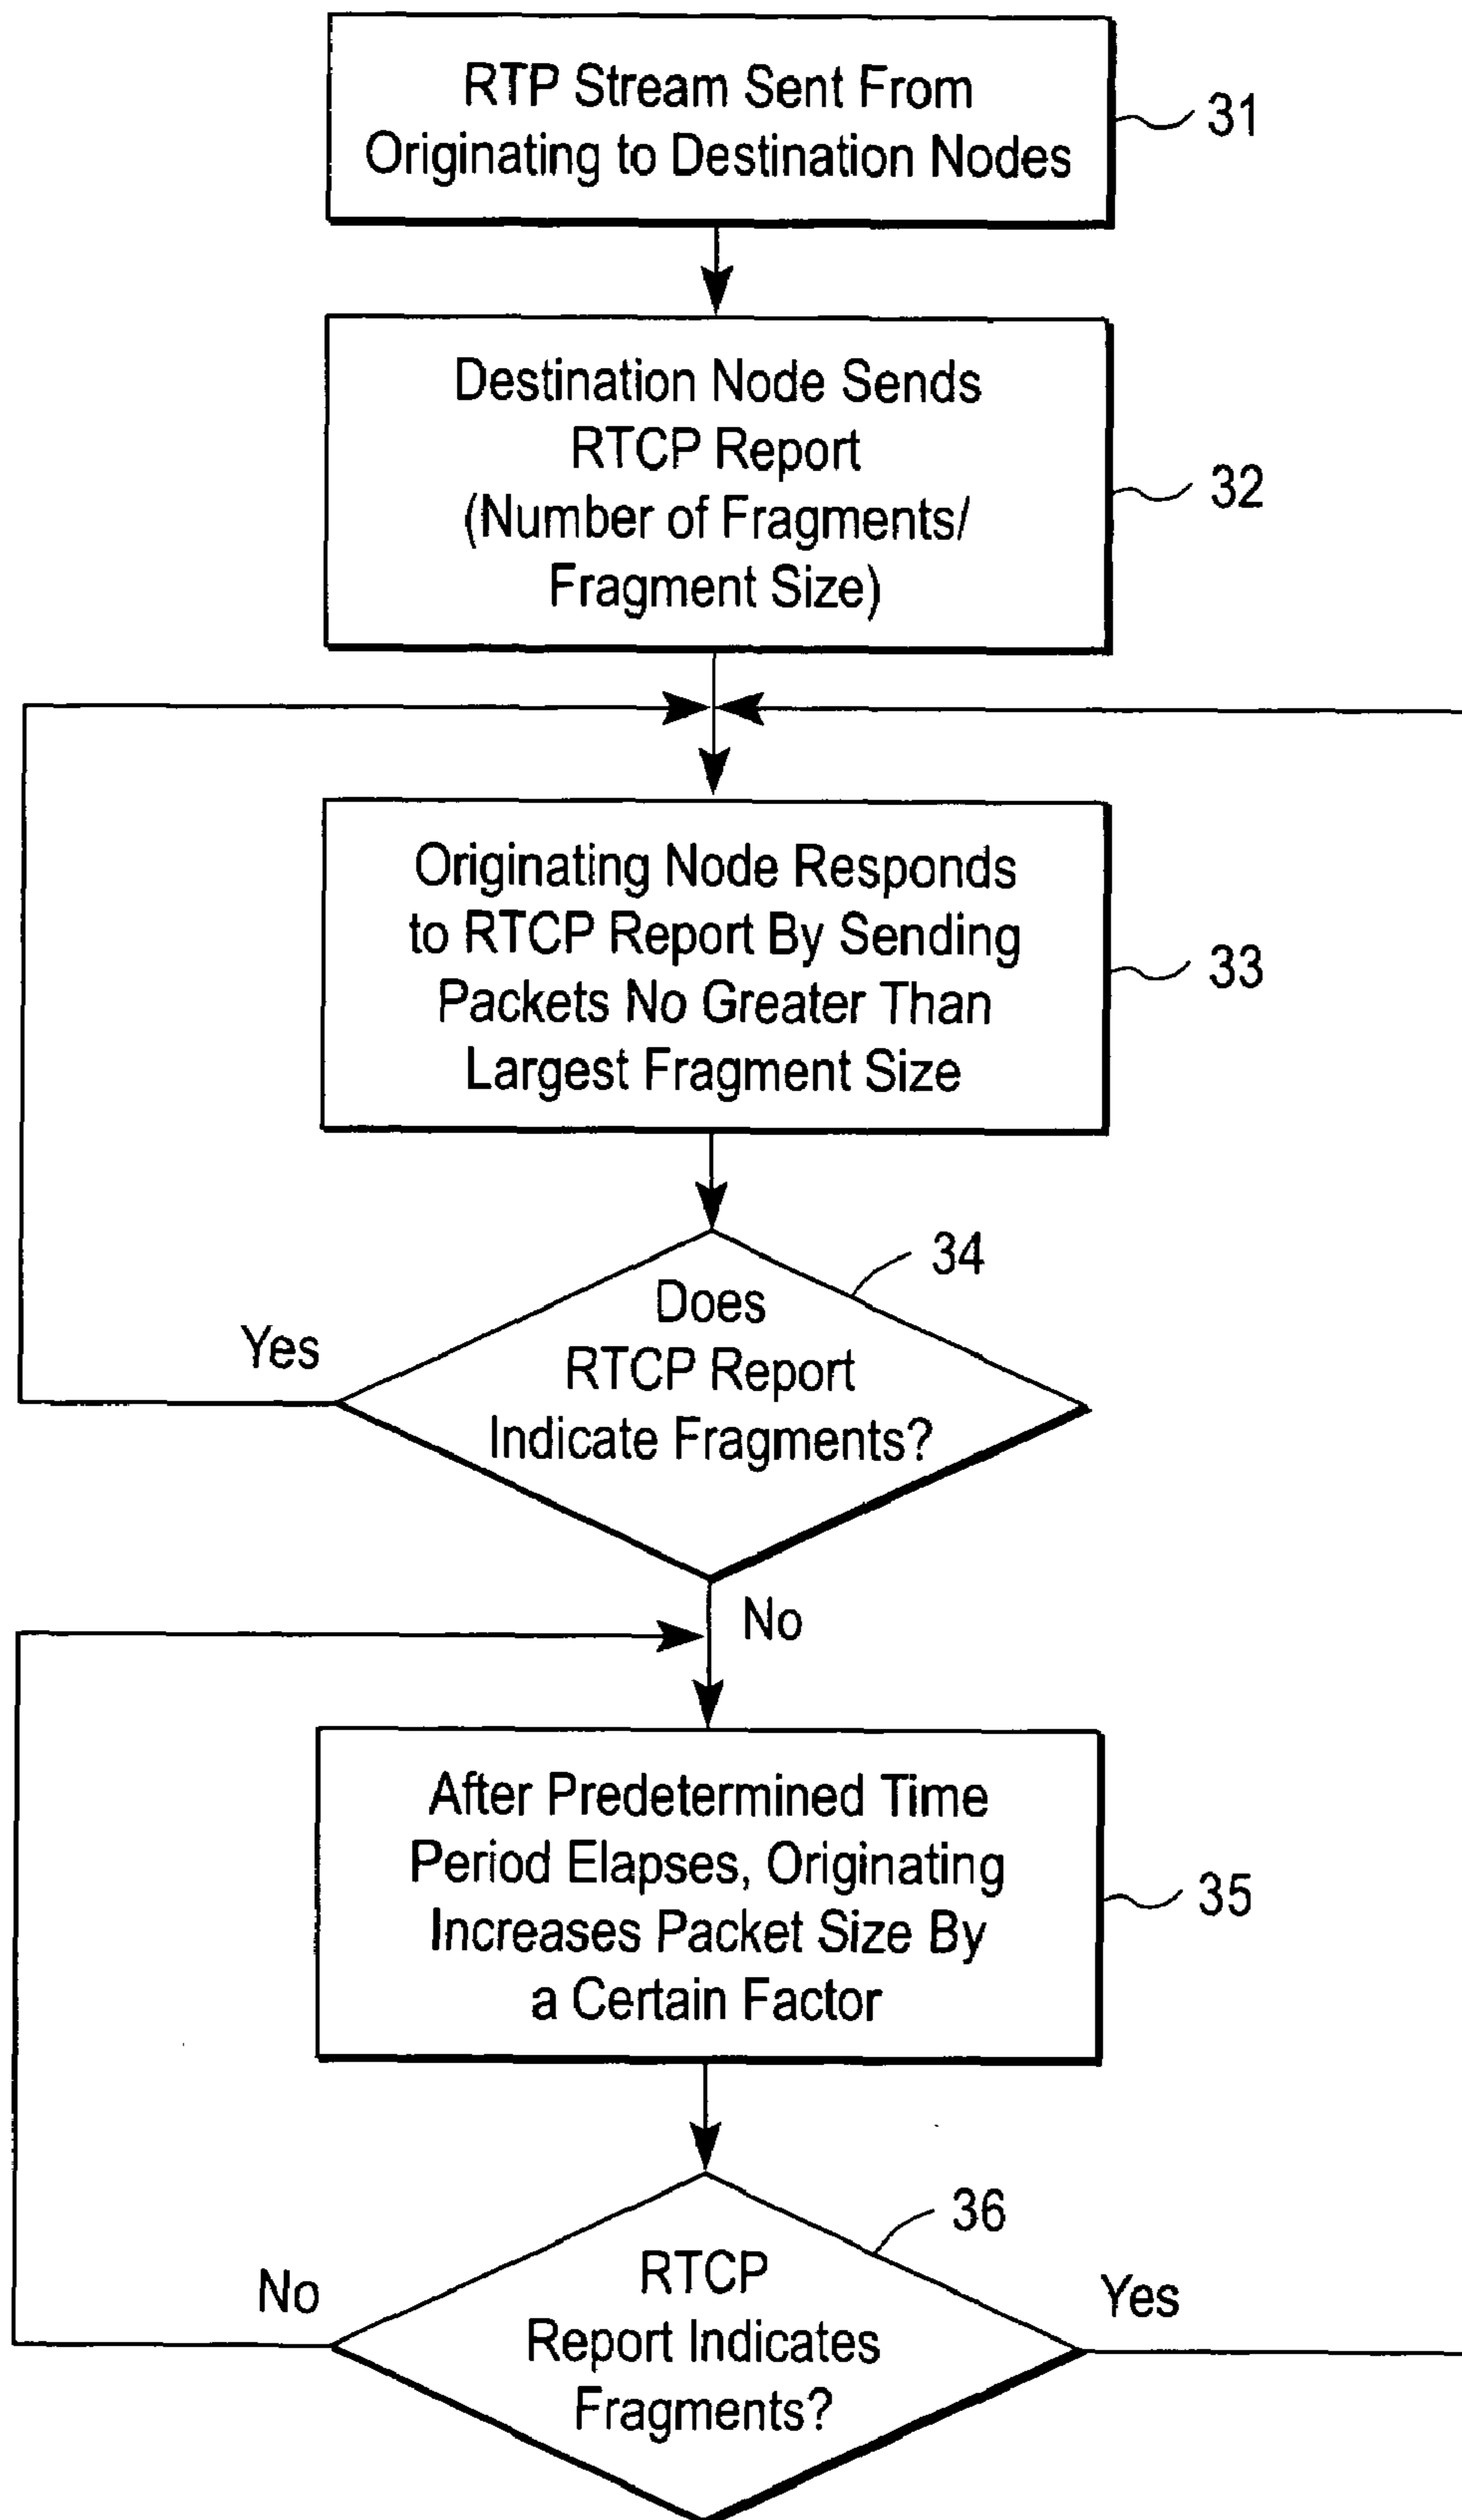 RTP Stream Sent From
Originating to Destination Nodes
31
Destination Node Sends
RTCP Report
(Number of Fragments/
Fragment Size)
32
Originating Node Responds
to RTCP Report By Sending
Packets No Greater Than
Largest Fragment Size
33
34
Does
RTCP Report
Indicate Fragments?
Yes
No
After Predetermined Time
Period Elapses, Originating
Increases Packet Size By
a Certain Factor
35
36
RTCP
Report Indicates
Fragments?
No
Yes